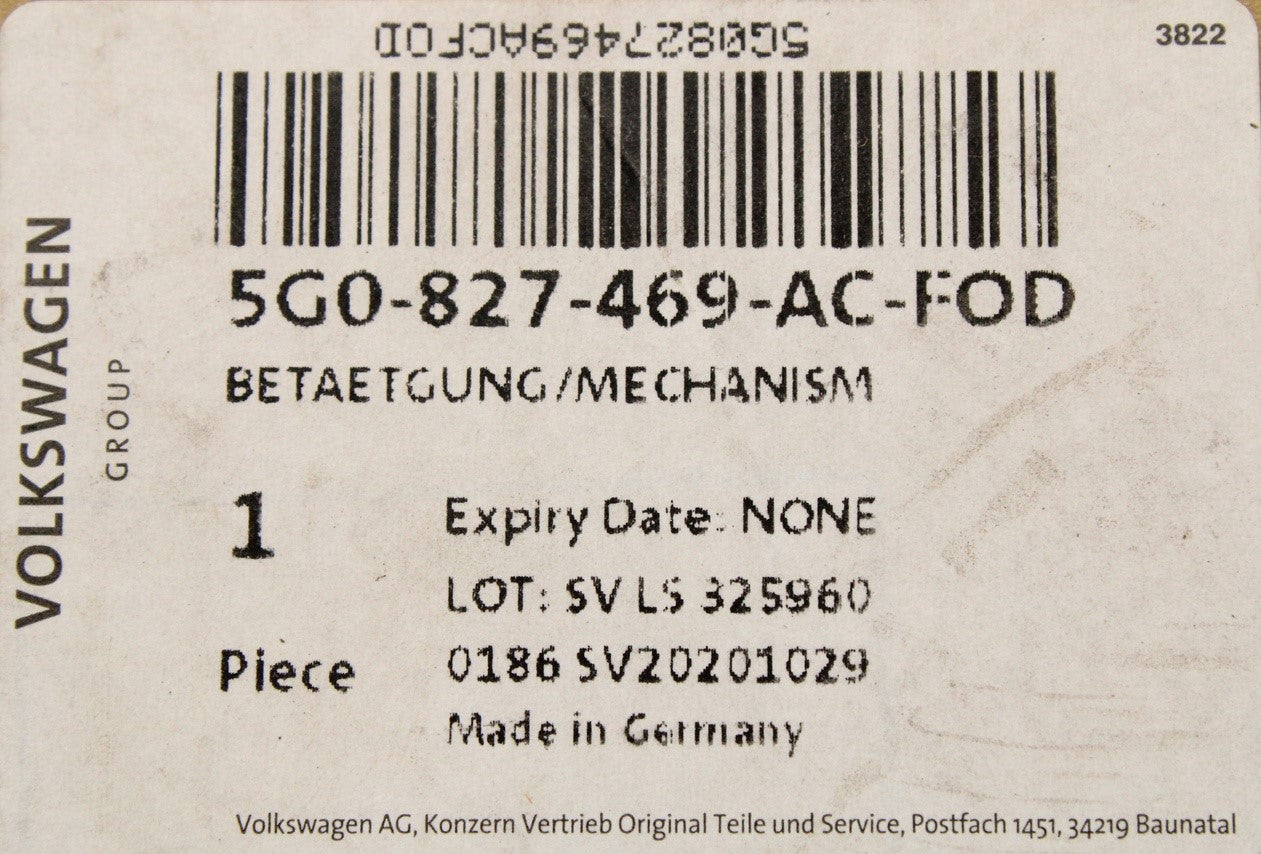 5G0827469ACFOD
3822
5G0-827-469-AC-FOD
BETAETGUNG/MECHANISM
VOLKSWAGEN
GROUP
1
Expiry Date: NONE
LOT: SV LS 325960
Piece
0186 SV20201029
Made in Germany
Volkswagen AG, Konzern Vertrieb Original Teile und Service, Postfach 1451, 34219 Baunatal